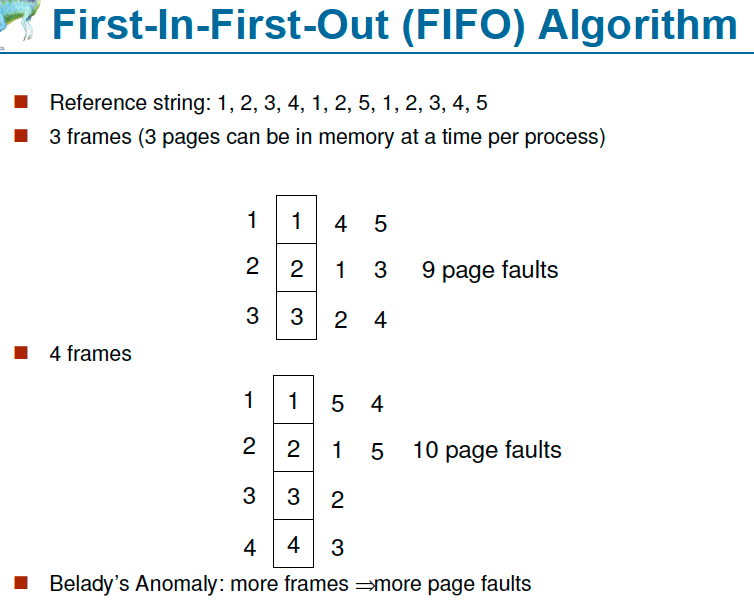 First-In-First-Out (FIFO) Algorithm
Reference string: 1, 2, 3, 4, 1, 2, 5, 1, 2, 3, 4, 5
3 frames (3 pages can be in memory at a time per process)
1 1 4 5
2 2 1 3 9 page faults
3 3 2 4
4 frames
1 1 5 4
2 2 1 5 10 page faults
3 3 2
4 4 3
Belady's Anomaly: more frames ⇒more page faults